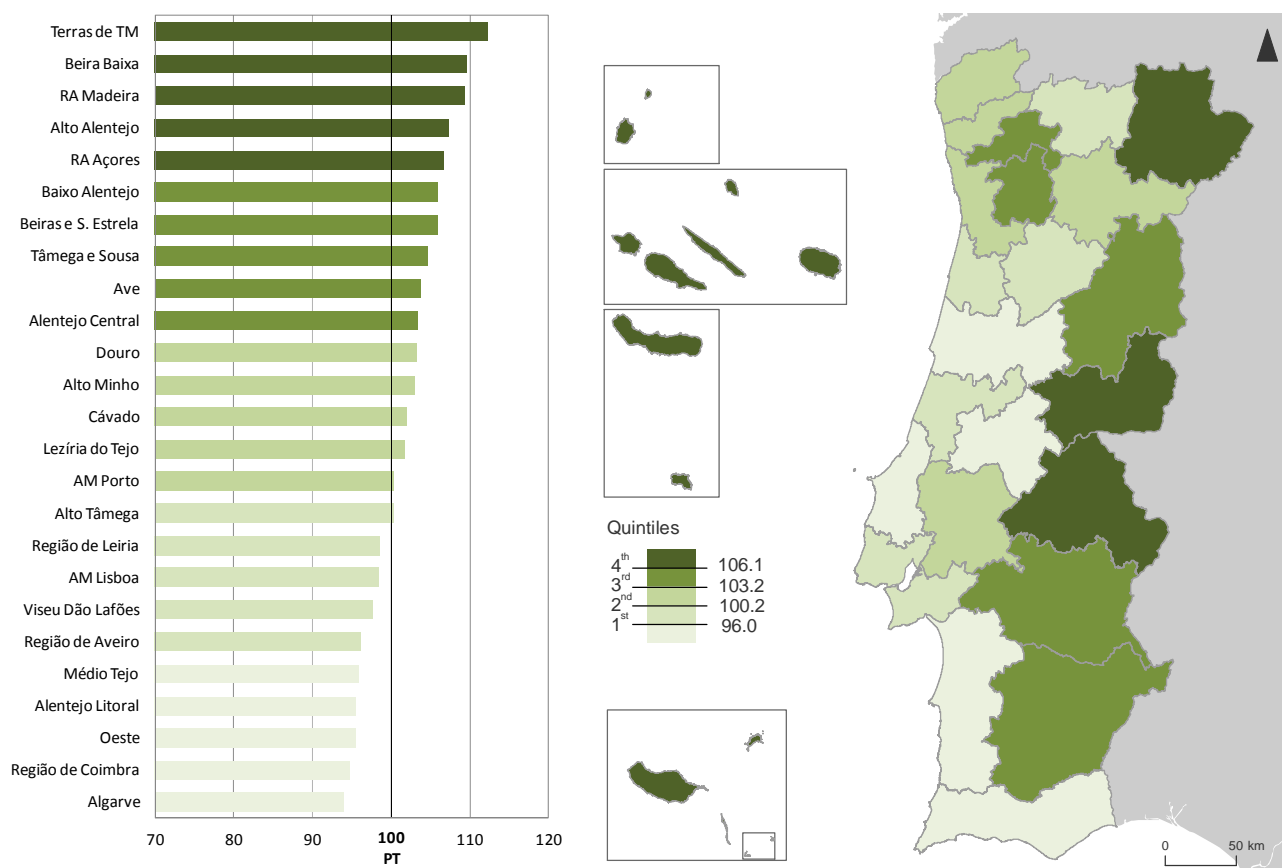 Terras de TM
Beira Baixa
RA Madeira
Alto Alentejo
RA Açores
Baixo Alentejo
Beiras e S. Estrela
Tâmega e Sousa
Ave
Alentejo Central
Douro
Alto Minho
Cávado
Lezíria do Tejo
AM Porto
Alto Tâmega
Região de Leiria
AM Lisboa
Viseu Dão Lafões
Região de Aveiro
Médio Tejo
Alentejo Litoral
Oeste
Região de Coimbra
Algarve
70 80 90 100 110 120
PT
Quintiles
4th 106.1
3rd 103.2
2nd 100.2
1st 96.0
0 50 km